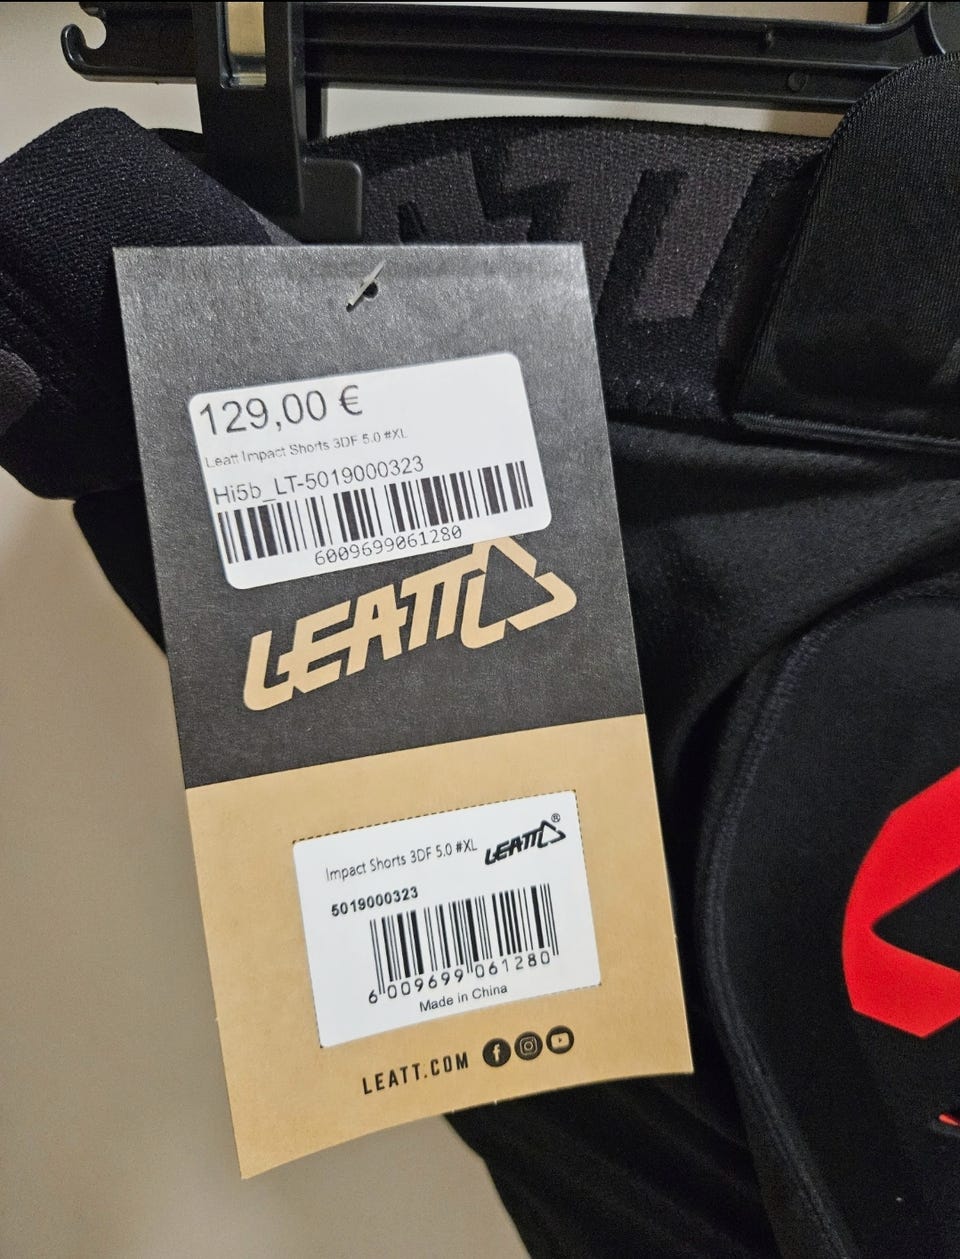 129,00 €
Leatt Impact Shorts 3DF 5.0 #XL
Hi5b_LT-5019000323
6009699061280
LEATT
Impact Shorts 3DF 5.0 #XL
LEATT®
5019000323
6 009699 061280
Made in China
LEATT.COM